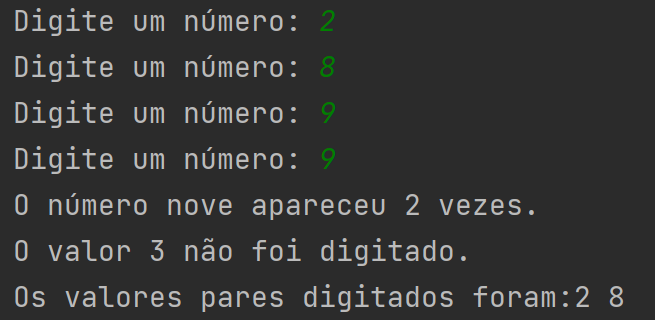 Digite um número: 2
Digite um número: 8
Digite um número: 9
Digite um número: 9
O número nove apareceu 2 vezes.
O valor 3 não foi digitado.
Os valores pares digitados foram:2 8